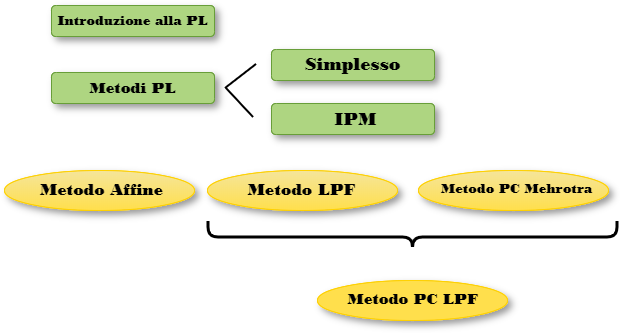 Introduzione alla PL
Metodi PL
Simplesso
IPM
Metodo Affine
Metodo LPF
Metodo PC Mehrotra
Metodo PC LPF